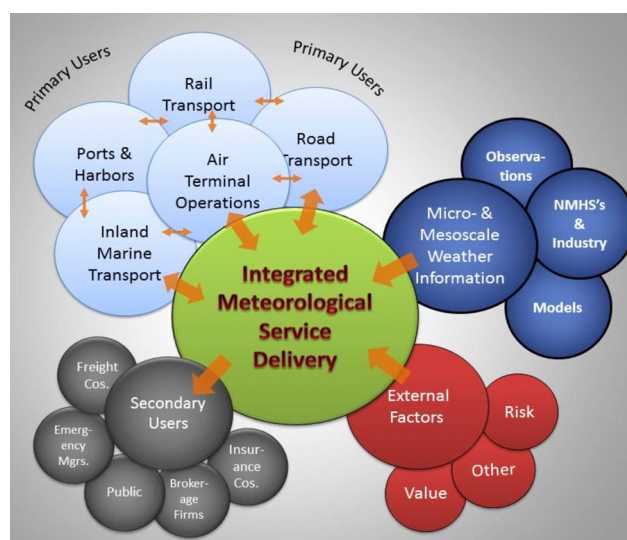 Primary Users
Primary Users
Rail
Transport
Ports &
Harbors
Air
Terminal
Operations
Road
Transport
Inland
Marine
Transport
Observa-
tions
NMHS's
&
Industry
Micro- &
Mesoscale
Weather
Information
Models
Integrated
Meteorological
Service
Delivery
Freight
Cos.
Secondary
Users
Emerg-
ency
Mgrs.
Public
Broker-
age
Firms
Insur-
ance
Cos.
External
Factors
Risk
Other
Value